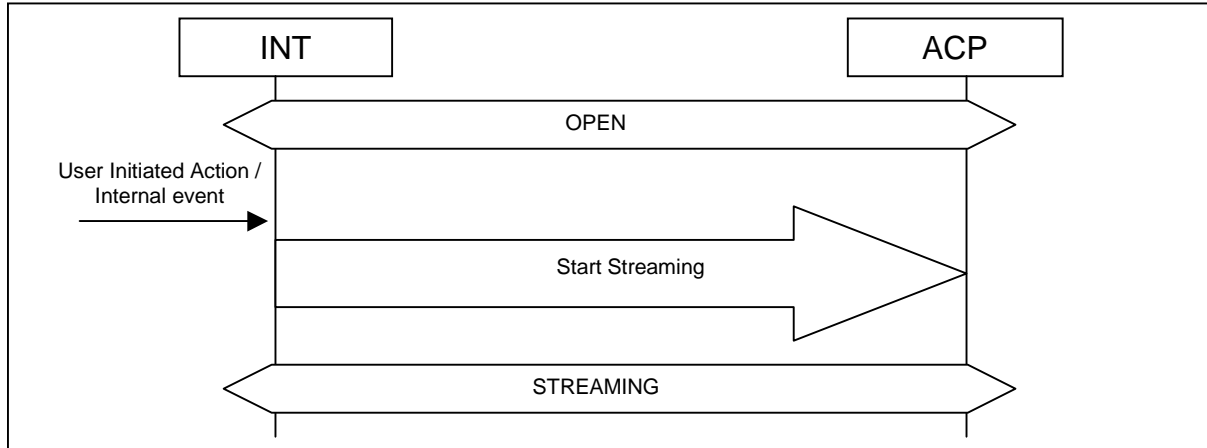 INT
ACP
OPEN
User Initiated Action /
Internal event
Start Streaming
STREAMING